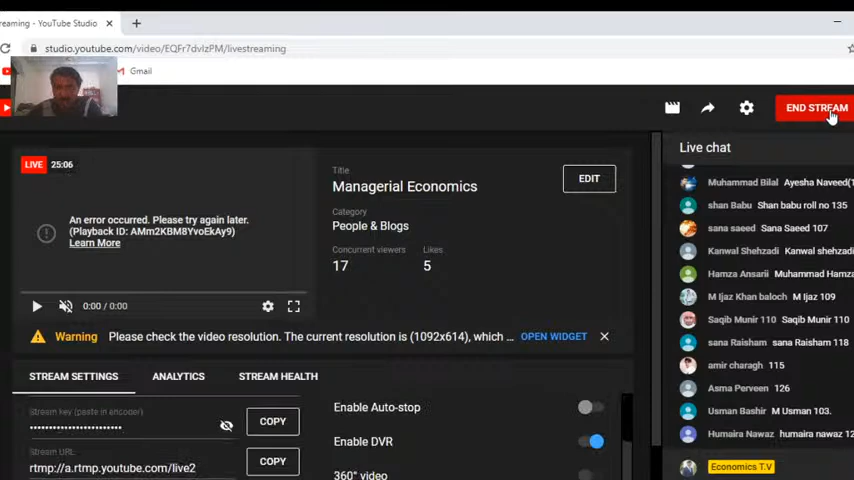 reaming - YouTube Studio
studio.youtube.com/video/EQFr7dvIzPM/livestreaming
Gmail
END STREAM
LIVE 25:06
An error occurred. Please try again later.
(Playback ID: AMm2KBM8YvoEkAy9)
Learn More
0:00 / 0:00
Title
Managerial Economics
EDIT
Category
People & Blogs
Concurrent viewers
17
Likes
5
Warning Please check the video resolution. The current resolution is (1092x614), which ... OPEN WIDGET
STREAM SETTINGS
ANALYTICS
STREAM HEALTH
Stream key (paste in encoder)
COPY
Stream URL
rtmp://a.rtmp.youtube.com/live2
COPY
Enable Auto-stop
Enable DVR
360° video
Live chat
Muhammad Bilal Ayesha Naveed(1
shan Babu Shan babu roll no 135
sana saeed Sana Saeed 107
Kanwal Shehzadi Kanwal shehzadi
Hamza Ansarii Muhammad Hamza
M Ijaz Khan baloch M Ijaz 109
Saqib Munir 110 Saqib Munir 110
sana Raisham sana Raisham 118
amir charagh 115
Asma Perveen 126
Usman Bashir M Usman 103.
Humaira Nawaz humaira nawaz 12
Economics T.V